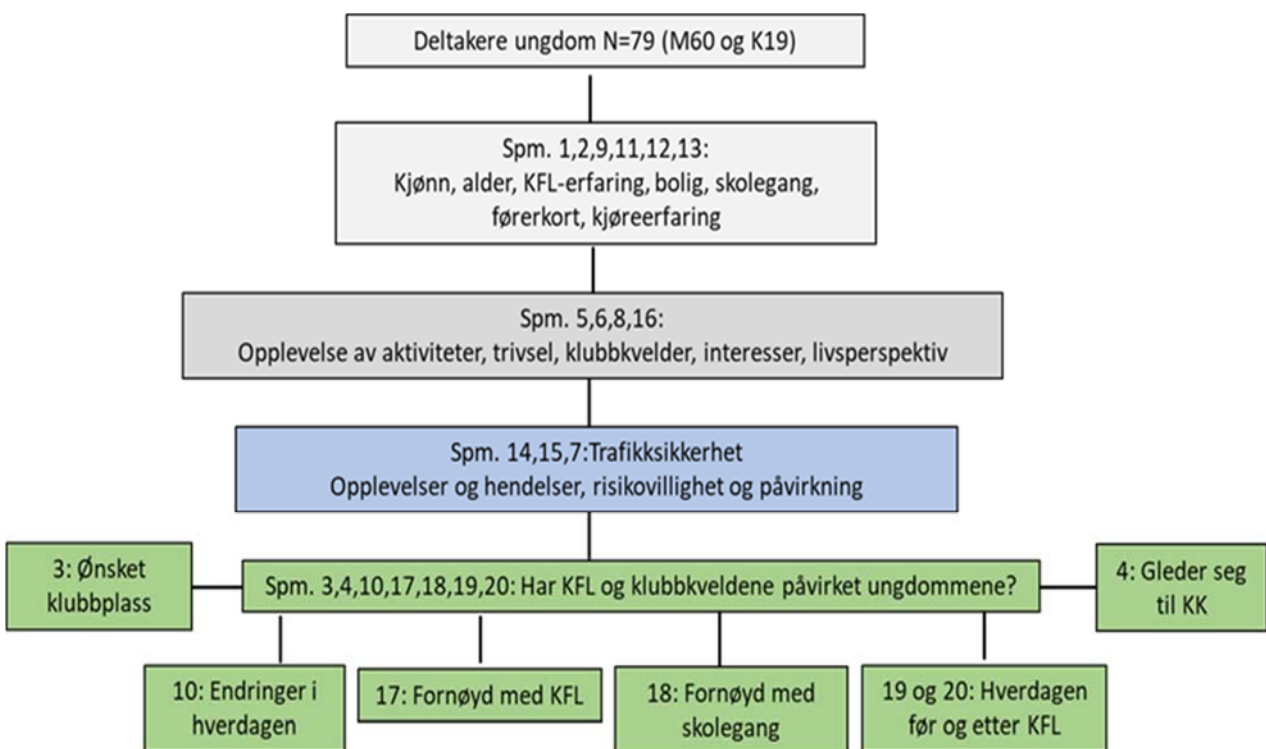 Deltakere ungdom N=79 (M60 og K19)
Spm. 1,2,9,11,12,13:
Kjønn, alder, KFL-erfaring, bolig, skolegang,
førerkort, kjøreerfaring
Spm. 5,6,8,16:
Opplevelse av aktiviteter, trivsel, klubbkvelder, interesser, livsperspektiv
Spm. 14,15,7:Trafikksikkerhet
Opplevelser og hendelser, risikovillighet og påvirkning
3: Ønsket
klubbplass
Spm. 3,4,10,17,18,19,20: Har KFL og klubbkveldene påvirket ungdommene?
4: Gleder seg
til KK
10: Endringer i
hverdagen
17: Fornøyd med KFL
18: Fornøyd med
skolegang
19 og 20: Hverdagen
før og etter KFL